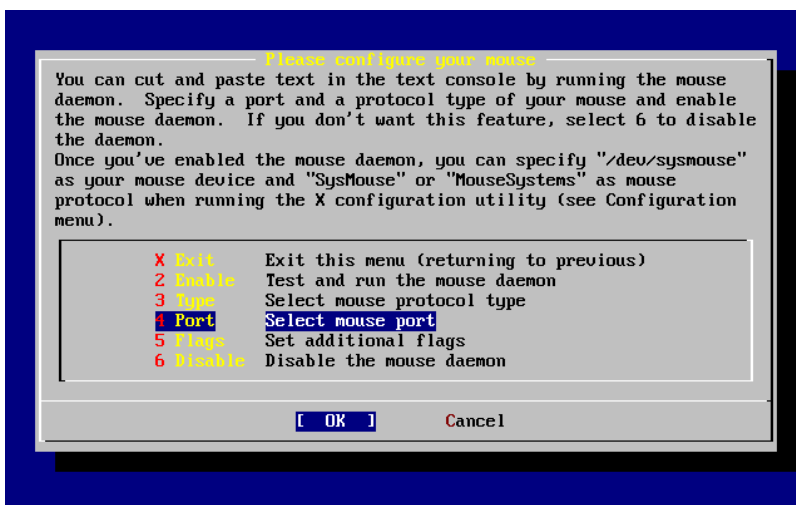 Please configure your mouse
You can cut and paste text in the text console by running the mouse
daemon.  Specify a port and a protocol type of your mouse and enable
the mouse daemon.  If you don't want this feature, select 6 to disable
the daemon.
Once you've enabled the mouse daemon, you can specify "/dev/sysmouse"
as your mouse device and "SysMouse" or "MouseSystems" as mouse
protocol when running the X configuration utility (see Configuration
menu).
X Exit Exit this menu (returning to previous)
2 Enable Test and run the mouse daemon
3 Type Select mouse protocol type
4 Port Select mouse port
5 Flags Set additional flags
6 Disable Disable the mouse daemon
[ OK ] Cancel